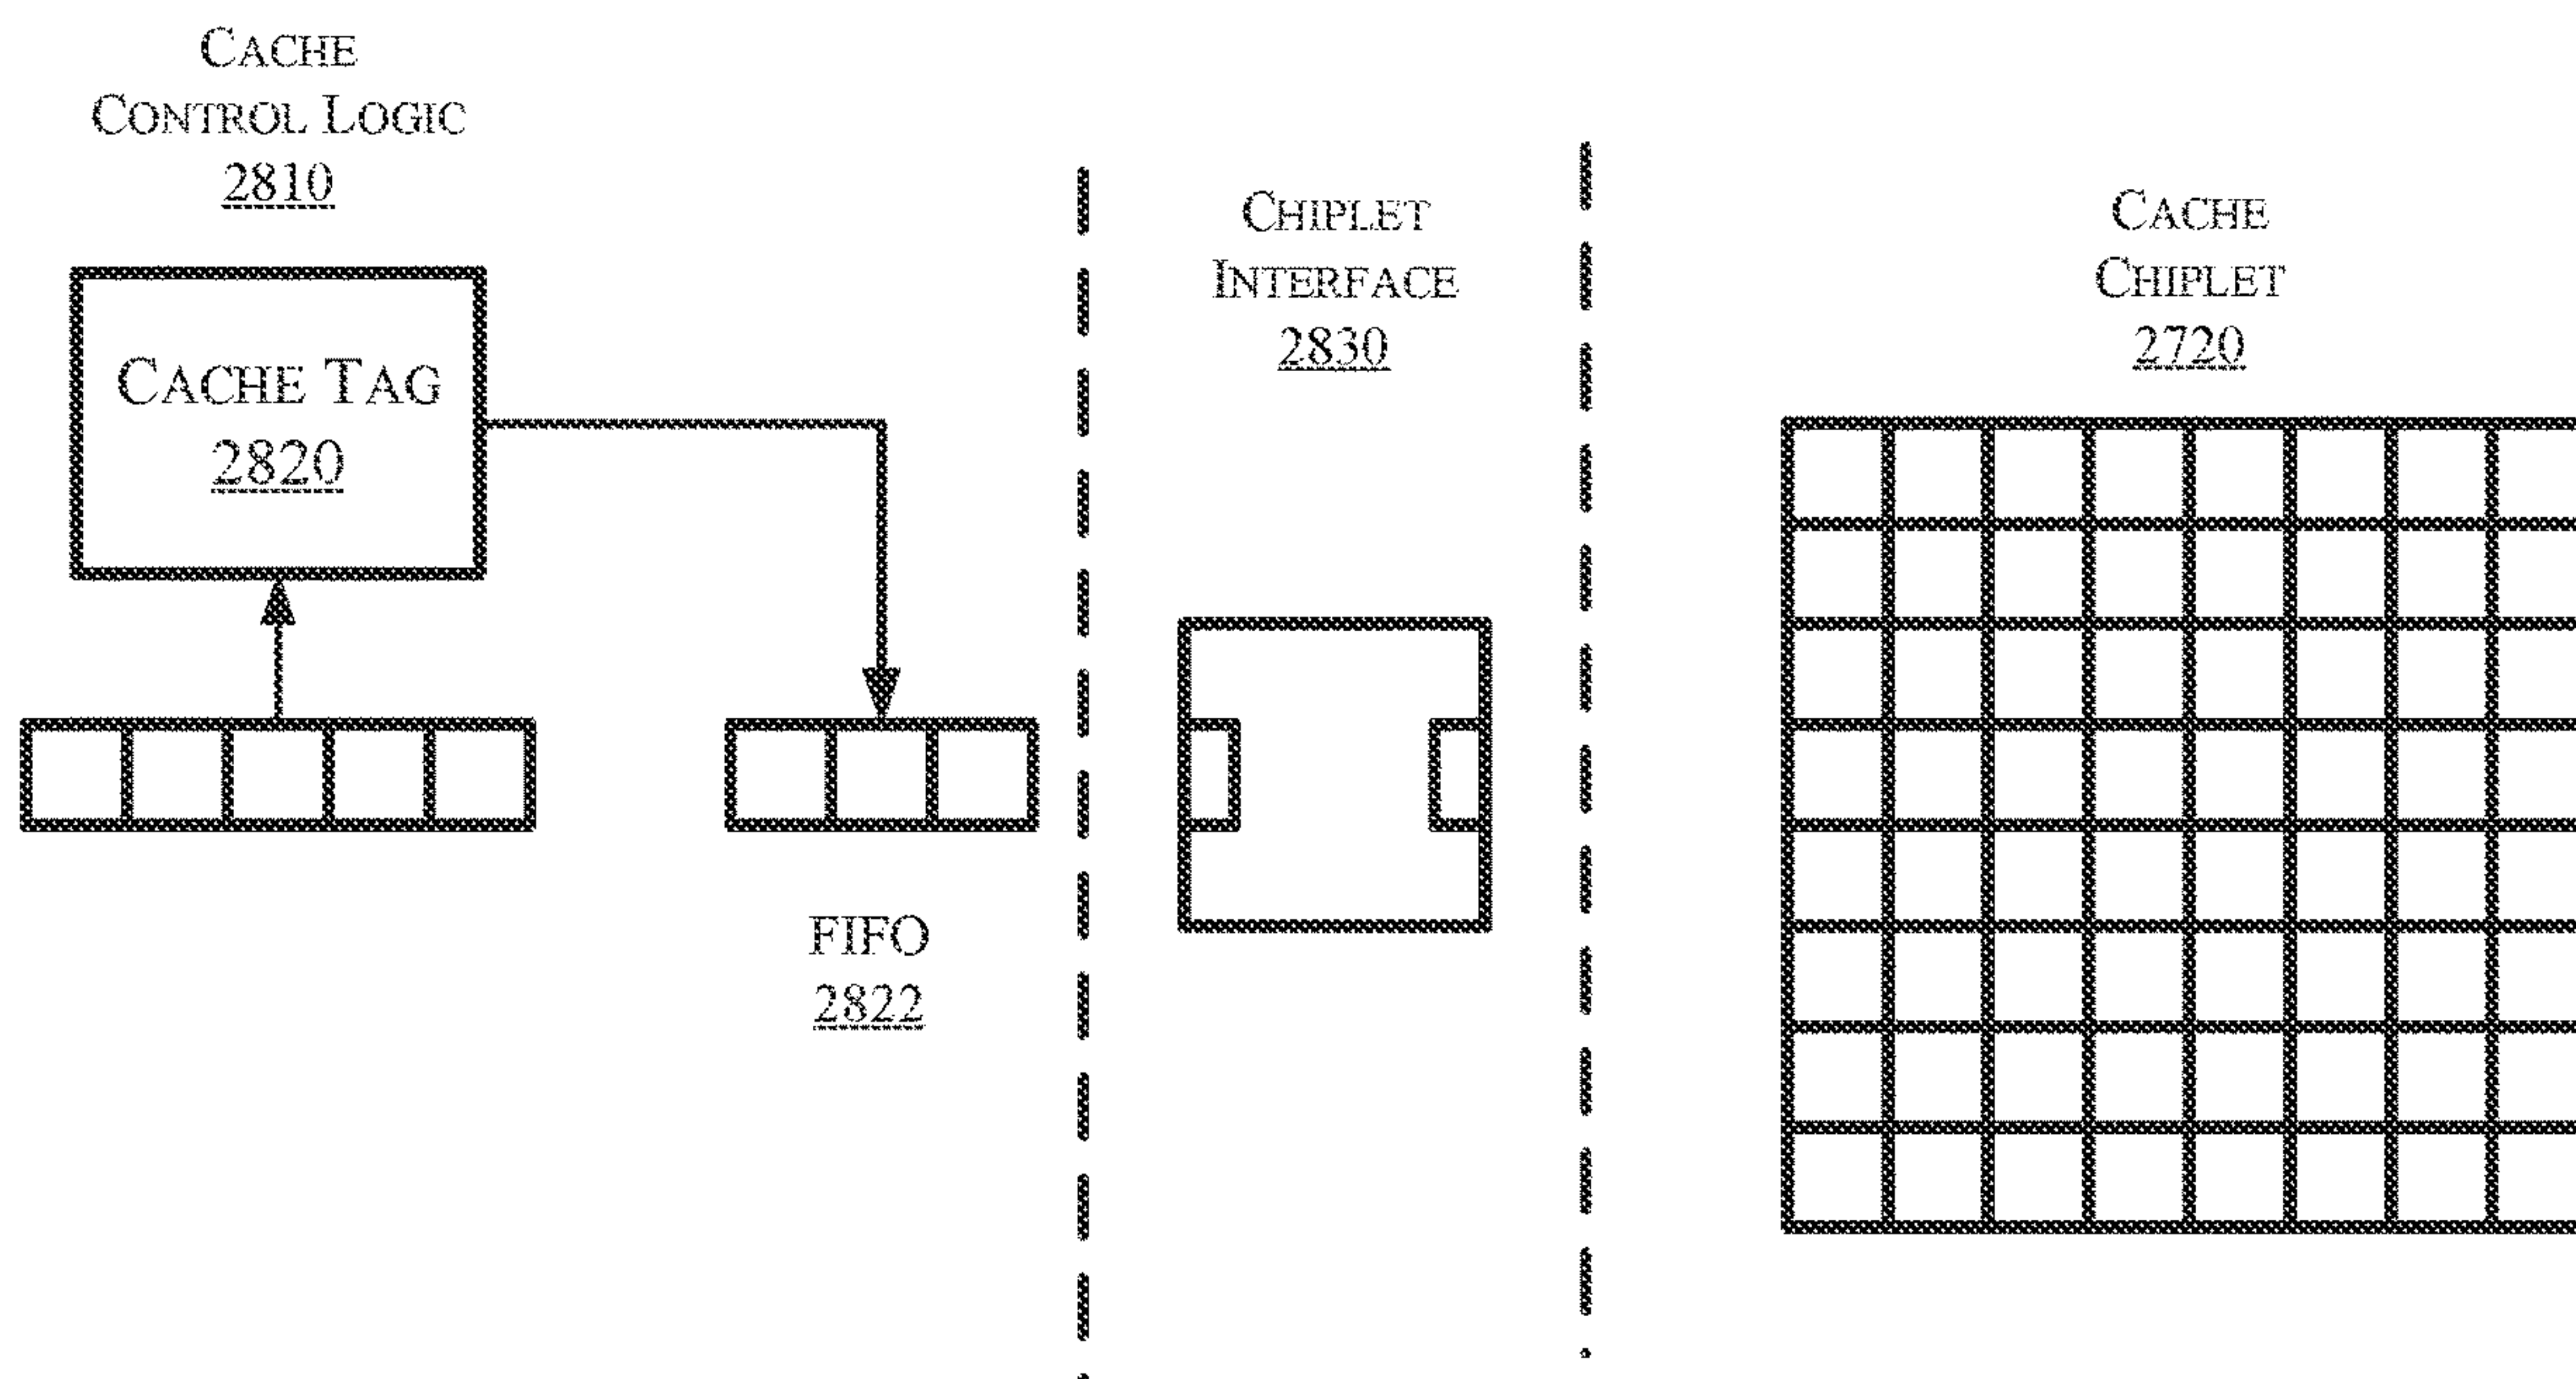 CACHE
CONTROL LOGIC
2810
CACHE TAG
2820
FIFO
2822
CHIPLET
INTERFACE
2830
CACHE
CHIPLET
2720